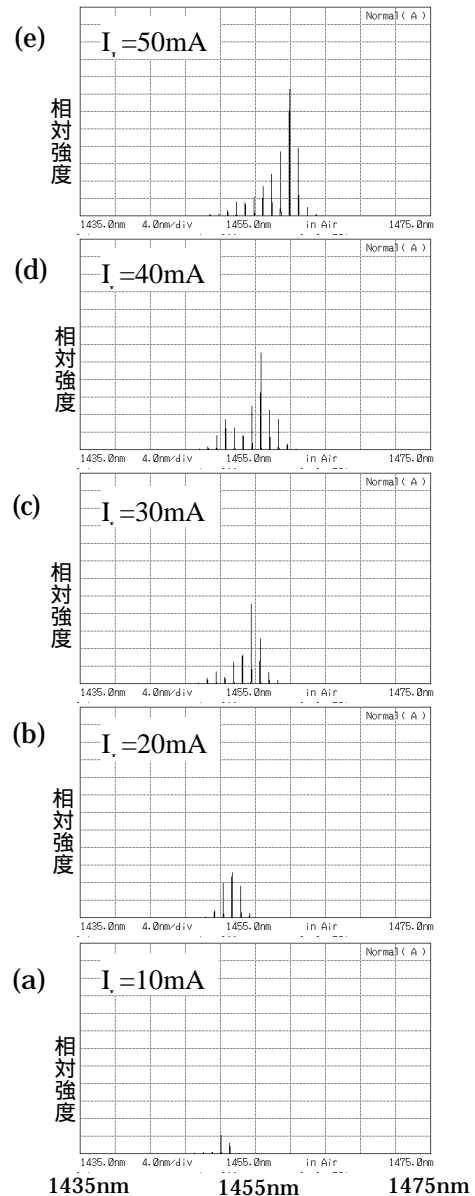 Normal ( A )
(e)
I =50mA
相対強度
1435.0nm 4.0nm/div 1455.0nm in Air 1475.0nm
Normal ( A )
(d)
I =40mA
相対強度
1435.0nm 4.0nm/div 1455.0nm in Air 1475.0nm
Normal ( A )
(c)
I =30mA
相対強度
1435.0nm 4.0nm/div 1455.0nm in Air 1475.0nm
Normal ( A )
(b)
I =20mA
相対強度
1435.0nm 4.0nm/div 1455.0nm in Air 1475.0nm
Normal ( A )
(a)
I =10mA
相対強度
1435.0nm 4.0nm/div 1455.0nm in Air 1475.0nm
1435nm 1455nm 1475nm